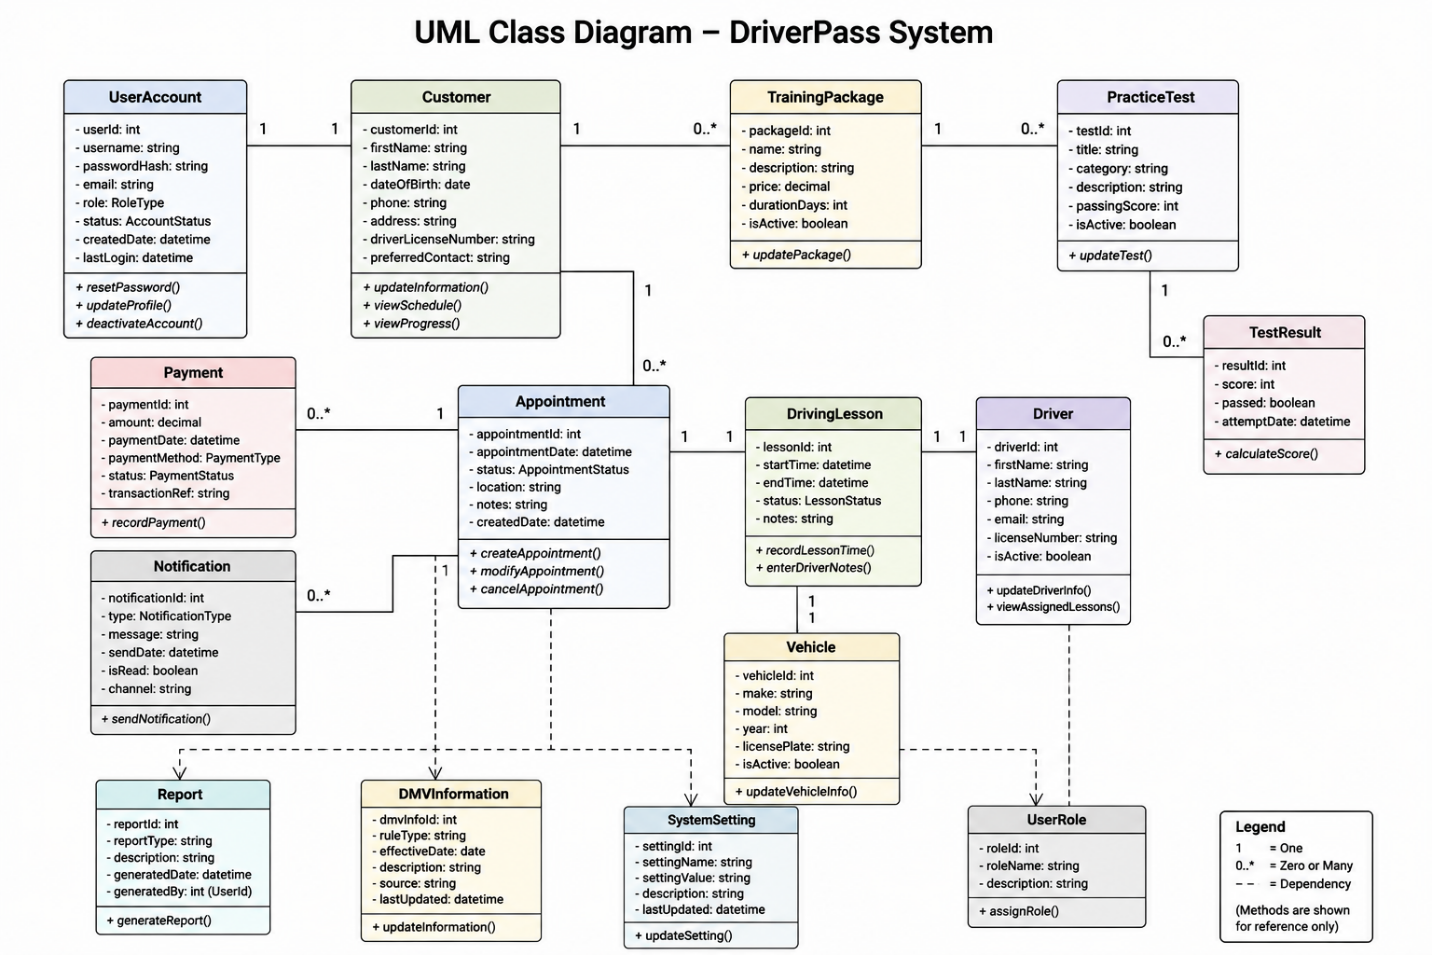 UML Class Diagram – DriverPass System
UserAccount
- userId: int
- username: string
- passwordHash: string
- email: string
- role: RoleType
- status: AccountStatus
- createdDate: datetime
- lastLogin: datetime
+ resetPassword()
+ updateProfile()
+ deactivateAccount()
1
1
Customer
- customerId: int
- firstName: string
- lastName: string
- dateOfBirth: date
- phone: string
- address: string
- driverLicenseNumber: string
- preferredContact: string
+ updateInformation()
+ viewSchedule()
+ viewProgress()
1
0..*
TrainingPackage
- packageId: int
- name: string
- description: string
- price: decimal
- durationDays: int
- isActive: boolean
+ updatePackage()
1
0..*
PracticeTest
- testId: int
- title: string
- category: string
- description: string
- passingScore: int
- isActive: boolean
+ updateTest()
1
0..*
TestResult
- resultId: int
- score: int
- passed: boolean
- attemptDate: datetime
+ calculateScore()
1
0..*
Payment
- paymentId: int
- amount: decimal
- paymentDate: datetime
- paymentMethod: PaymentType
- status: PaymentStatus
- transactionRef: string
+ recordPayment()
0..*
1
Appointment
- appointmentId: int
- appointmentDate: datetime
- status: AppointmentStatus
- location: string
- notes: string
- createdDate: datetime
+ createAppointment()
+ modifyAppointment()
+ cancelAppointment()
1
1
DrivingLesson
- lessonId: int
- startTime: datetime
- endTime: datetime
- status: LessonStatus
- notes: string
+ recordLessonTime()
+ enterDriverNotes()
1
1
Driver
- driverId: int
- firstName: string
- lastName: string
- phone: string
- email: string
- licenseNumber: string
- isActive: boolean
+ updateDriverInfo()
+ viewAssignedLessons()
Notification
- notificationId: int
- type: NotificationType
- message: string
- sendDate: datetime
- isRead: boolean
- channel: string
+ sendNotification()
0..*
1
1
1
Vehicle
- vehicleId: int
- make: string
- model: string
- year: int
- licensePlate: string
- isActive: boolean
+ updateVehicleInfo()
Report
- reportId: int
- reportType: string
- description: string
- generatedDate: datetime
- generatedBy: int (UserId)
+ generateReport()
DMVInformation
- dmvInfoId: int
- ruleType: string
- effectiveDate: date
- description: string
- source: string
- lastUpdated: datetime
+ updateInformation()
SystemSetting
- settingId: int
- settingName: string
- settingValue: string
- description: string
- lastUpdated: datetime
+ updateSetting()
UserRole
- roleId: int
- roleName: string
- description: string
+ assignRole()
Legend
1 = One
0..* = Zero or Many
– – = Dependency
(Methods are shown
for reference only)